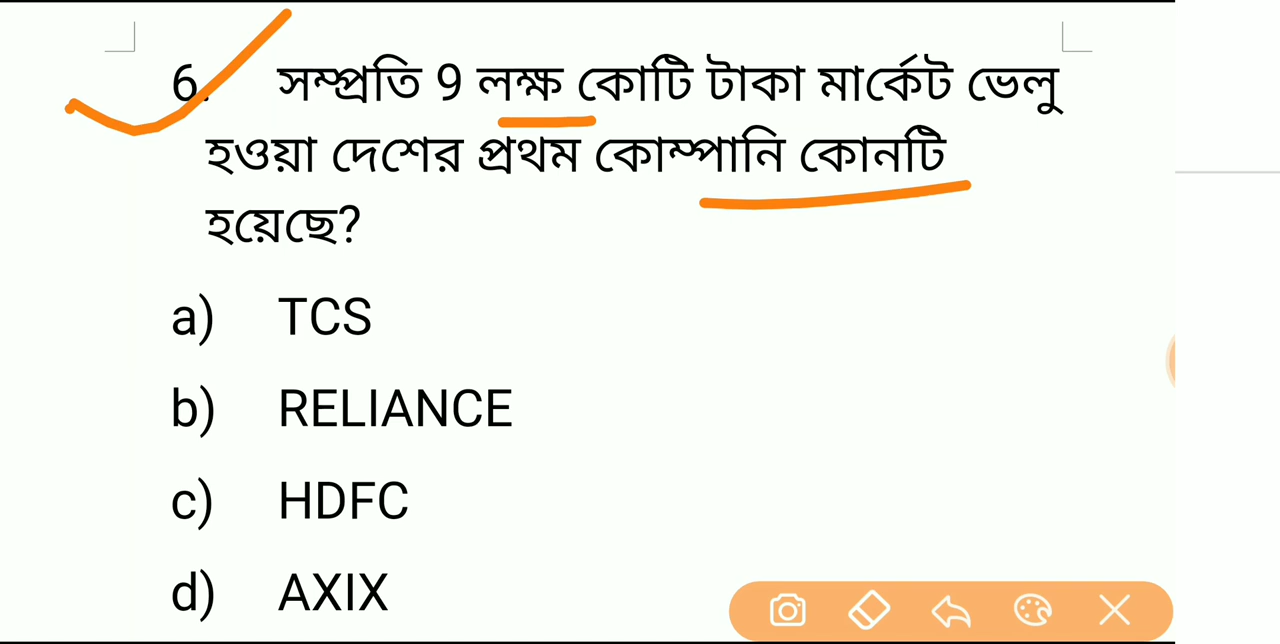 6. সম্প্রতি 9 লক্ষ কোটি টাকা মার্কেট ভেলু
হওয়া দেশের প্রথম কোম্পানি কোনটি
হয়েছে?
a) TCS
b) RELIANCE
c) HDFC
d) AXIX